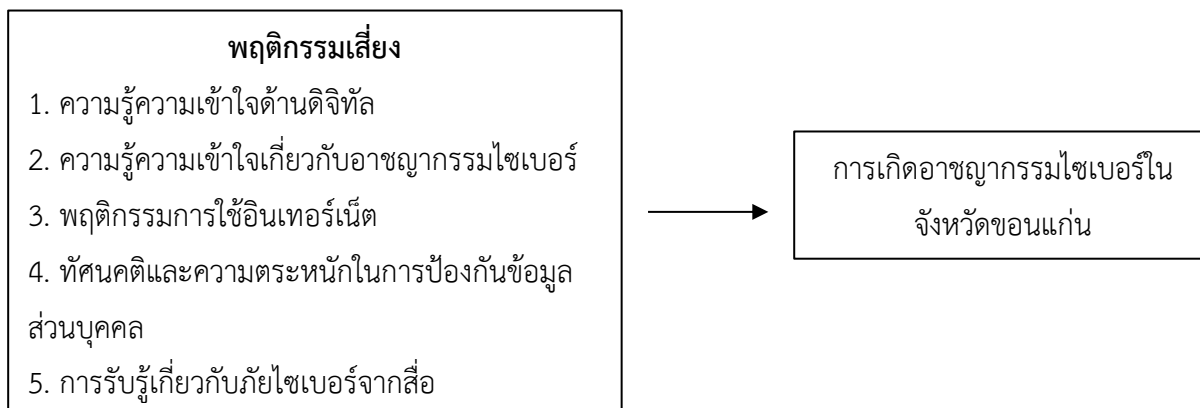 พฤติกรรมเสี่ยง
1. ความรู้ความเข้าใจด้านดิจิทัล
2. ความรู้ความเข้าใจเกี่ยวกับอาชญากรรมไซเบอร์
3. พฤติกรรมการใช้อินเทอร์เน็ต
4. ทัศนคติและความตระหนักในการป้องกันข้อมูล
ส่วนบุคคล
5. การรับรู้เกี่ยวกับภัยไซเบอร์จากสื่อ
การเกิดอาชญากรรมไซเบอร์ใน
จังหวัดขอนแก่น